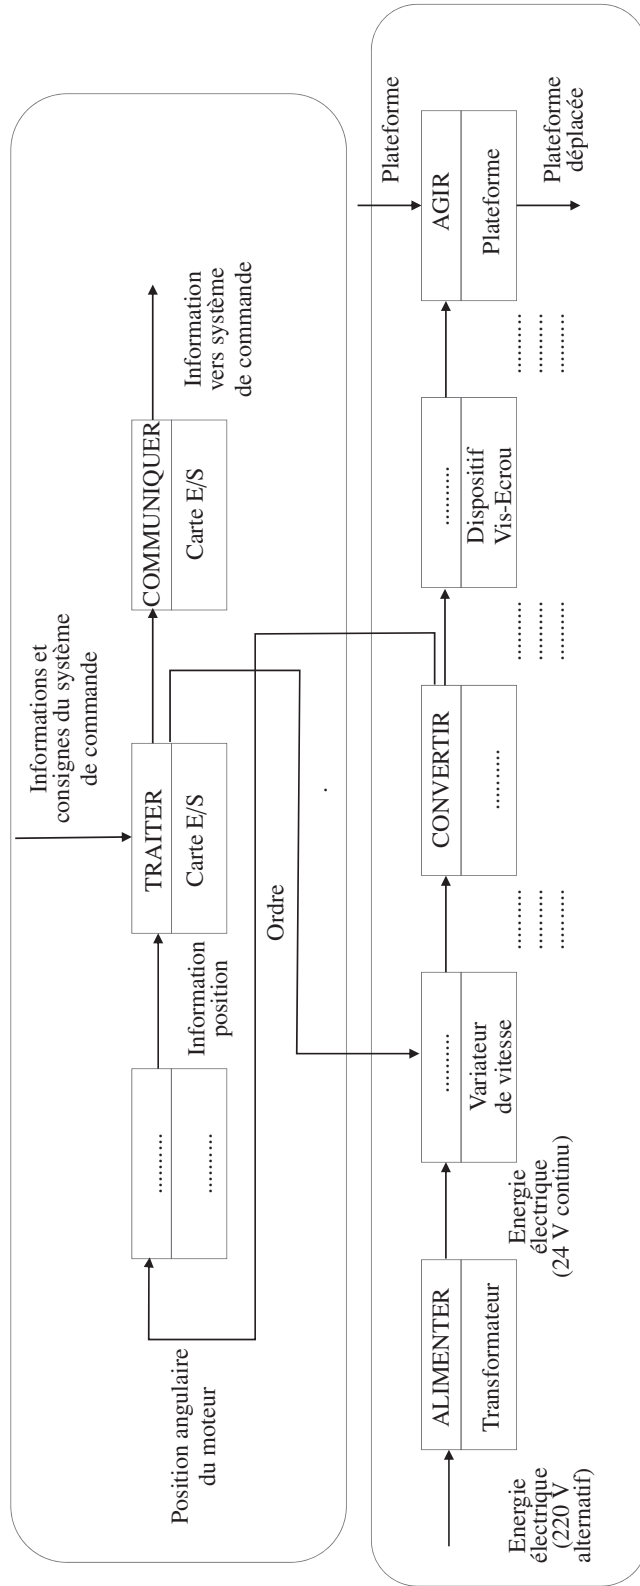 Informations et
consignes du système
de commande
..........
..........
TRAITER
Carte E/S
COMMUNIQUER
Carte E/S
Position angulaire
du moteur
Information
position
Information
vers système
de commande
Ordre
Plateforme
ALIMENTER
Transformateur
..........
Variateur
de vitesse
CONVERTIR
..........
..........
Dispositif
Vis-Ecrou
AGIR
Plateforme
Energie
électrique
(220 V
alternatif)
Energie
électrique
(24 V continu)
..........
..........
..........
..........
..........
..........
..........
..........
..........
Plateforme
déplacée